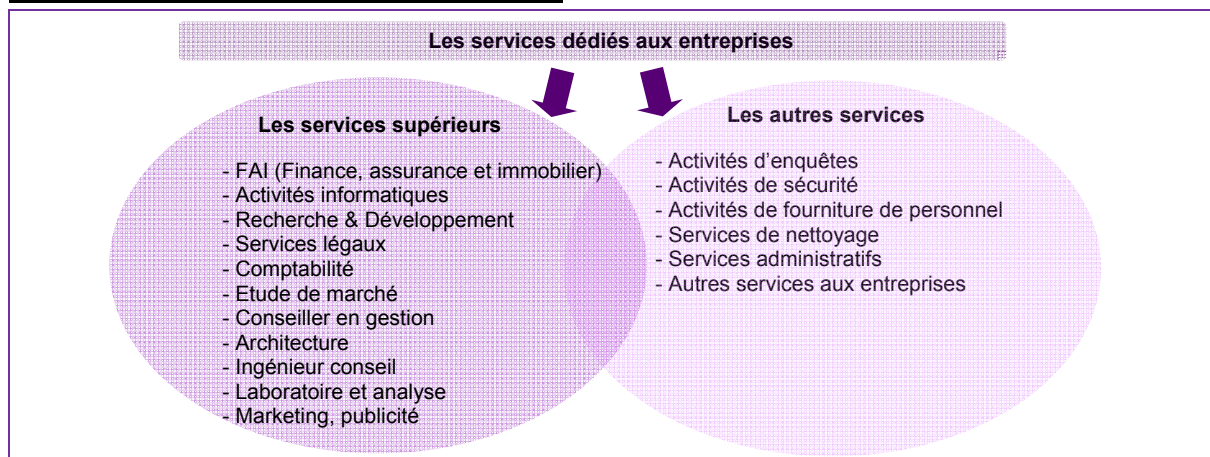 Les services dédiés aux entreprises
Les services supérieurs
- FAI (Finance, assurance et immobilier)
- Activités informatiques
- Recherche & Développement
- Services légaux
- Comptabilité
- Etude de marché
- Conseiller en gestion
- Architecture
- Ingénieur conseil
- Laboratoire et analyse
- Marketing, publicité
Les autres services
- Activités d'enquêtes
- Activités de sécurité
- Activités de fourniture de personnel
- Services de nettoyage
- Services administratifs
- Autres services aux entreprises